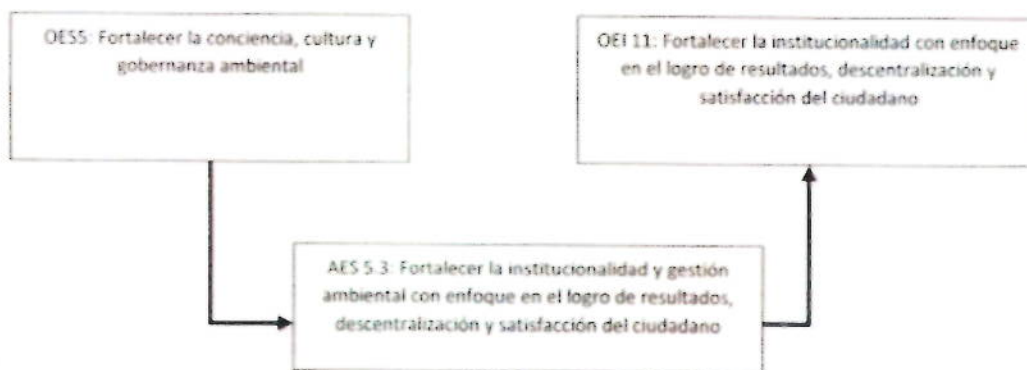 OES5: Fortalecer la conciencia, cultura y
gobernanza ambiental
OEI 11: Fortalecer la institucionalidad con enfoque
en el logro de resultados, descentralización y
satisfacción del ciudadano
AES 5.3: Fortalecer la institucionalidad y gestión
ambiental con enfoque en el logro de resultados,
descentralización y satisfacción del ciudadano